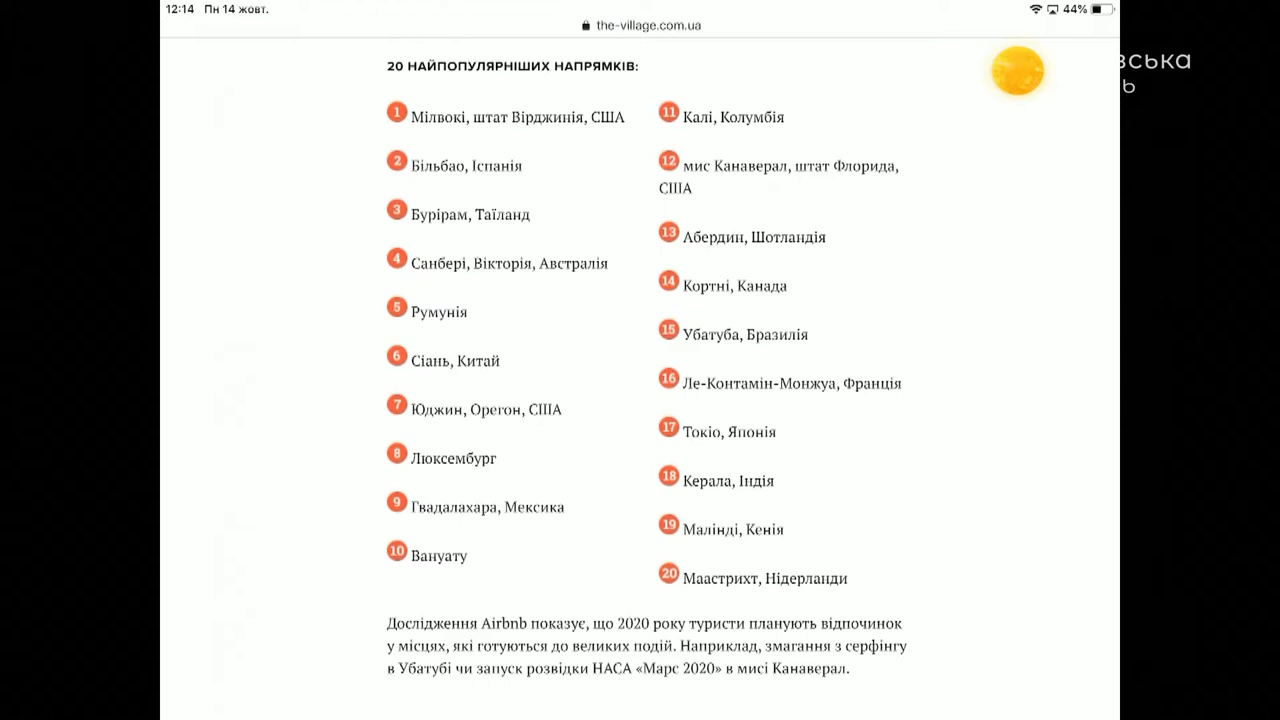 12:14 Пн 14 жовт.
44%
the-village.com.ua
вська
ь
20 НАЙПОПУЛЯРНІШИХ НАПРЯМКІВ:
1 Мілвокі, штат Вірджинія, США
2 Більбао, Іспанія
3 Бурірам, Таїланд
4 Санбері, Вікторія, Австралія
5 Румунія
6 Сіань, Китай
7 Юджин, Орегон, США
8 Люксембург
9 Гвадалахара, Мексика
10 Вануату
11 Калі, Колумбія
12 мис Канаверал, штат Флорида,
США
13 Абердин, Шотландія
14 Кортні, Канада
15 Убатуба, Бразилія
16 Ле-Контамін-Монжуа, Франція
17 Токіо, Японія
18 Керала, Індія
19 Малінді, Кенія
20 Маастрихт, Нідерланди
Дослідження Airbnb показує, що 2020 року туристи планують відпочинок
у місцях, які готуються до великих подій. Наприклад, змагання з серфінгу
в Убатубі чи запуск розвідки НАСА «Марс 2020» в мисі Канаверал.